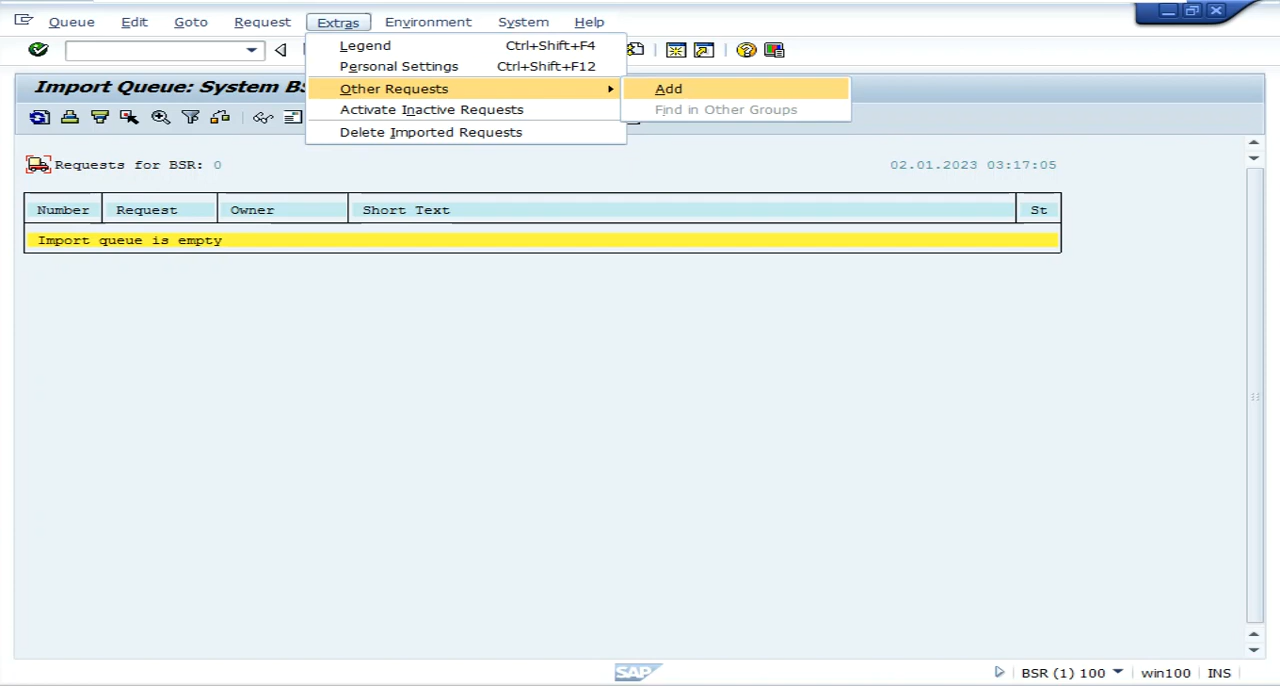 Queue Edit Goto Request Extras Environment System Help
Legend Ctrl+Shift+F4
Personal Settings Ctrl+Shift+F12
Other Requests
Activate Inactive Requests
Delete Imported Requests
Add
Find in Other Groups
Import Queue: System BS
Requests for BSR: 0 02.01.2023 03:17:05
Number Request Owner Short Text St
Import queue is empty
SAP
BSR (1) 100 win100 INS